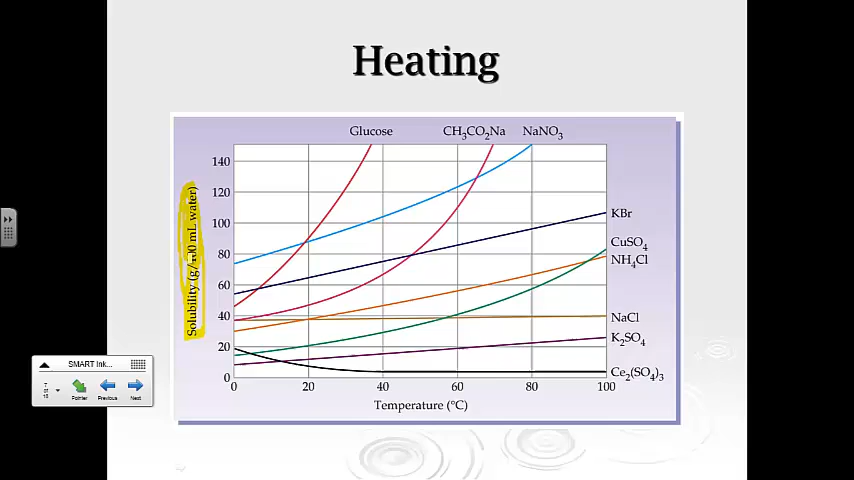 Heating
Glucose CH₃CO₂Na NaNO₃
140
120
100
80
60
40
20
0
Solubility (g/100 mL water)
KBr
CuSO₄
NH₄Cl
NaCl
K₂SO₄
Ce₂(SO₄)₃
0 20 40 60 80 100
Temperature (°C)
SMART Ink...
Pointer Previous Next